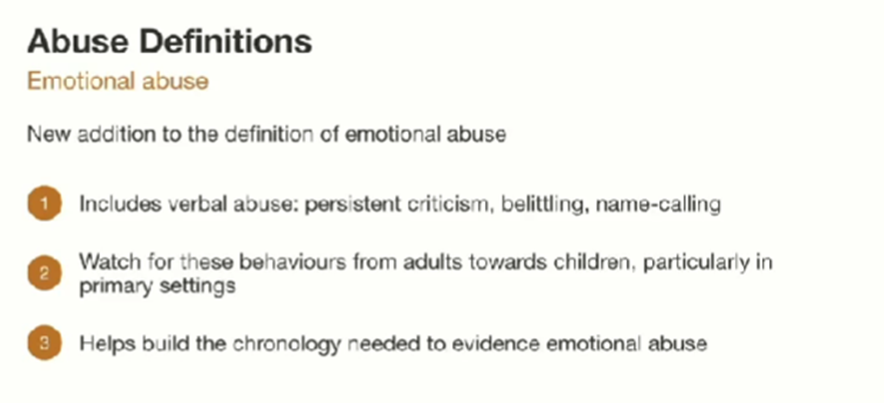 Abuse Definitions
Emotional abuse
New addition to the definition of emotional abuse
1 Includes verbal abuse: persistent criticism, belittling, name-calling
2 Watch for these behaviours from adults towards children, particularly in
primary settings
3 Helps build the chronology needed to evidence emotional abuse